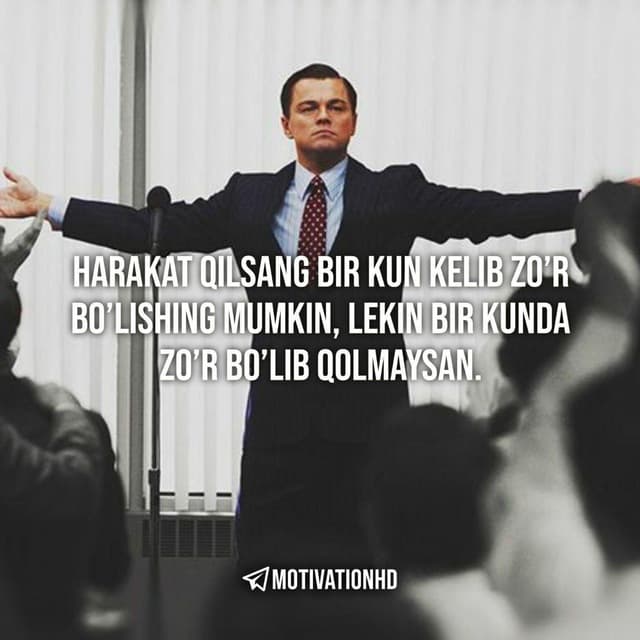 HARAKAT QILSANG BIR KUN KELIB ZO'R
BO'LISHING MUMKIN, LEKIN BIR KUNDA
ZO'R BO'LIB QOLMAYSAN.
MOTIVATIONHD